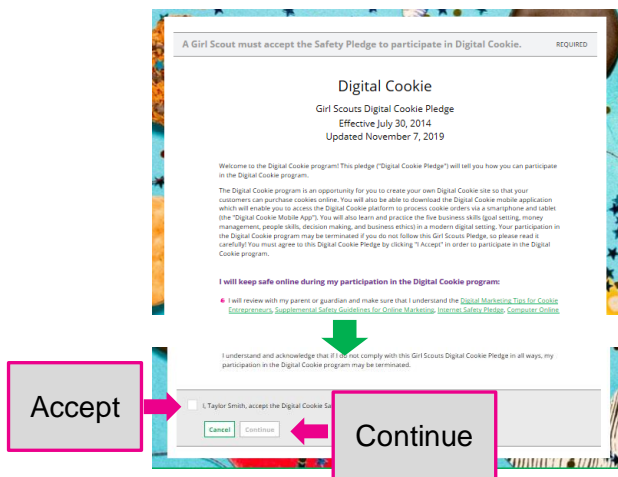 A Girl Scout must accept the Safety Pledge to participate in Digital Cookie. REQUIRED
Digital Cookie
Girl Scouts Digital Cookie Pledge
Effective July 30, 2014
Updated November 7, 2019
Welcome to the Digital Cookie program! This pledge ("Digital Cookie Pledge") will tell you how you can participate
in the Digital Cookie program.
The Digital Cookie program is an opportunity for you to create your own Digital Cookie site so that your
customers can purchase cookies online. You will also be able to download the Digital Cookie mobile application
which will enable you to access the Digital Cookie platform to process cookie orders via a smartphone and tablet
(the "Digital Cookie Mobile App"), You will also learn and practice the five business skills (goal setting, money
management, people skills, decision making, and business ethics) in a modern digital setting. Your participation in
the Digital Cookie program may be terminated if you do not follow this Girl Scouts Pledge, so please read it
carefully! You must agree to this Digital Cookie Pledge by clicking "I Accept" in order to participate in the Digital
Cookie program.
I will keep safe online during my participation in the Digital Cookie program:
I will review with my parent or guardian and make sure that I understand the Digital Marketing Tips for Cookie
Entrepreneurs, Supplemental Safety Guidelines for Online Marketing, Internet Safety Pledge, Computer Online
I understand and acknowledge that if I do not comply with this Girl Scouts Digital Cookie Pledge in all ways, my
participation in the Digital Cookie program may be terminated.
Accept
I, Taylor Smith, accept the Digital Cookie Sa
Cancel Continue
Continue